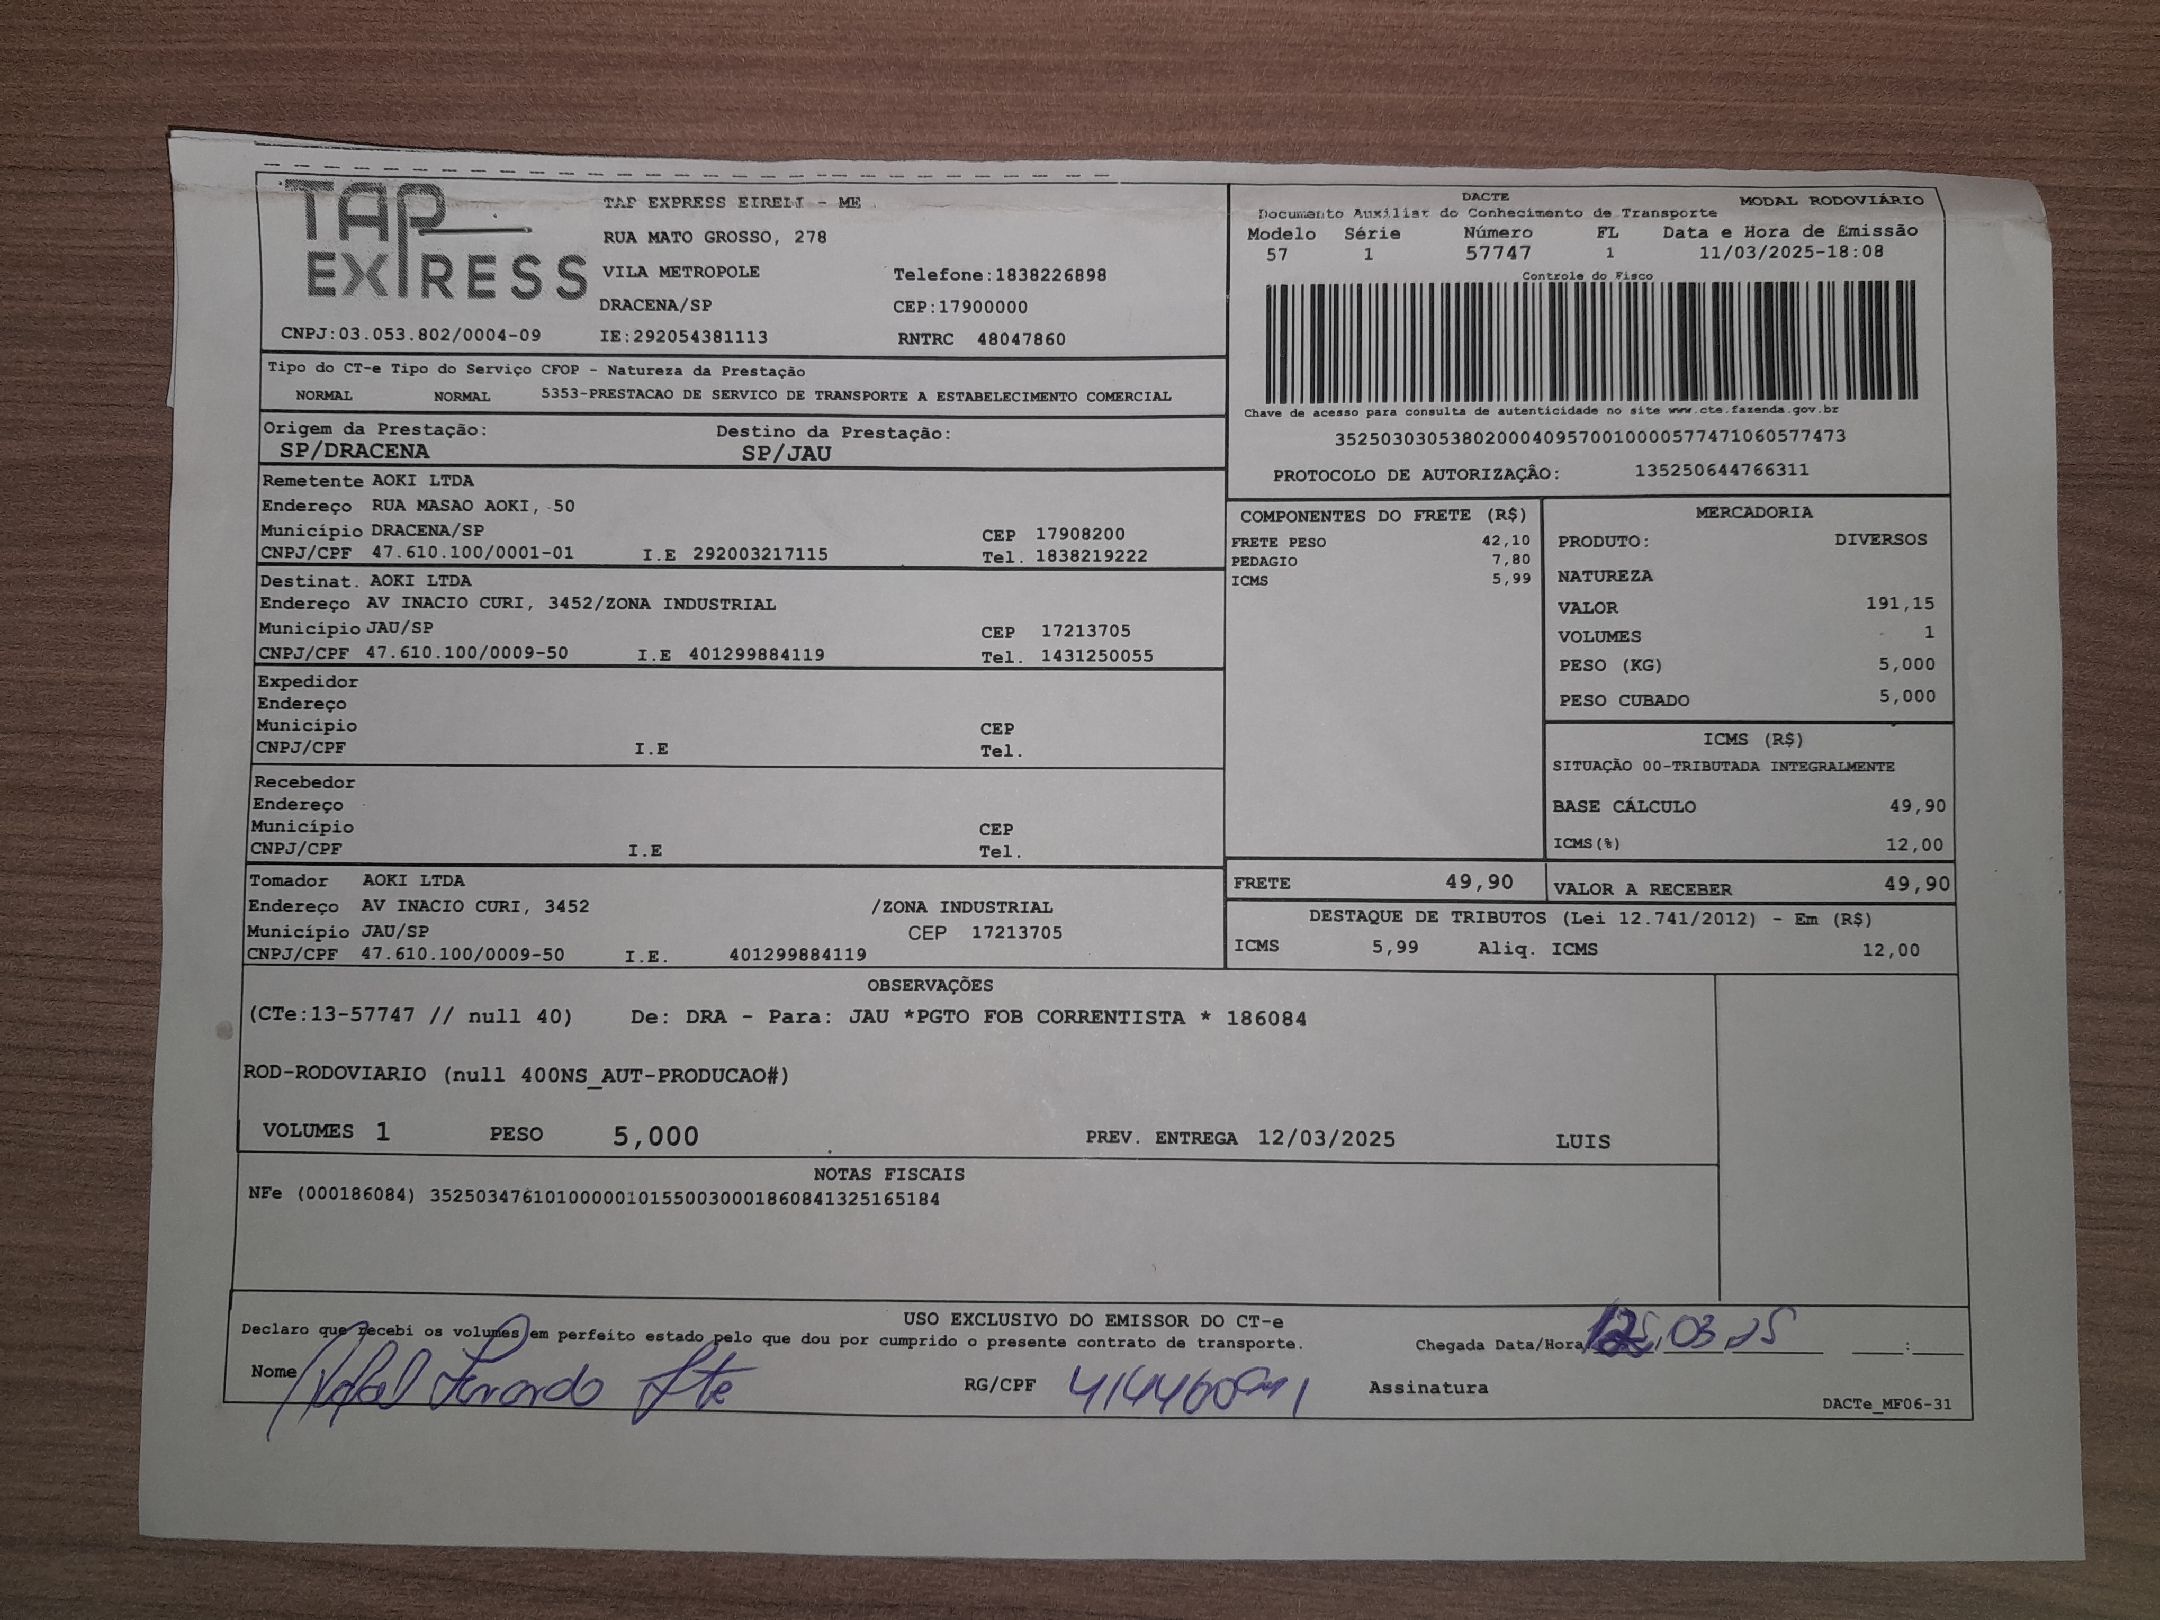 TAP
EXPRESS
TAP EXPRESS EIRELI - ME
RUA MATO GROSSO, 278
VILA METROPOLE Telefone:1838226898
DRACENA/SP CEP:17900000
CNPJ:03.053.802/0004-09 IE:292054381113 RNTRC 48047860
DACTE MODAL RODOVIÁRIO
Documento Auxiliar do Conhecimento de Transporte
Modelo Série Número FL Data e Hora de Emissão
57 1 57747 1 11/03/2025-18:08
Controle do Fisco
Chave de acesso para consulta de autenticidade no site www.cte.fazenda.gov.br
35250303053802000409570010000577471060577473
PROTOCOLO DE AUTORIZAÇÃO: 135250644766311
Tipo do CT-e Tipo do Serviço CFOP - Natureza da Prestação
NORMAL NORMAL 5353-PRESTACAO DE SERVICO DE TRANSPORTE A ESTABELECIMENTO COMERCIAL
Origem da Prestação: Destino da Prestação:
SP/DRACENA SP/JAU
Remetente AOKI LTDA
Endereço RUA MASAO AOKI, 50
Município DRACENA/SP CEP 17908200
CNPJ/CPF 47.610.100/0001-01 I.E 292003217115 Tel. 1838219222
Destinat. AOKI LTDA
Endereço AV INACIO CURI, 3452/ZONA INDUSTRIAL
Município JAU/SP CEP 17213705
CNPJ/CPF 47.610.100/0009-50 I.E 401299884119 Tel. 1431250055
Expedidor
Endereço
Município CEP
CNPJ/CPF I.E Tel.
Recebedor
Endereço
Município CEP
CNPJ/CPF I.E Tel.
Tomador AOKI LTDA
Endereço AV INACIO CURI, 3452 /ZONA INDUSTRIAL
Município JAU/SP CEP 17213705
CNPJ/CPF 47.610.100/0009-50 I.E. 401299884119
COMPONENTES DO FRETE (R$)
FRETE PESO 42,10
PEDAGIO 7,80
ICMS 5,99
MERCADORIA
PRODUTO: DIVERSOS
NATUREZA
VALOR 191,15
VOLUMES 1
PESO (KG) 5,000
PESO CUBADO 5,000
ICMS (R$)
SITUAÇÃO 00-TRIBUTADA INTEGRALMENTE
BASE CÁLCULO 49,90
ICMS(%) 12,00
FRETE 49,90 VALOR A RECEBER 49,90
DESTAQUE DE TRIBUTOS (Lei 12.741/2012) - Em (R$)
ICMS 5,99 Aliq. ICMS 12,00
OBSERVAÇÕES
(CTe:13-57747 // null 40) De: DRA - Para: JAU *PGTO FOB CORRENTISTA * 186084
ROD-RODOVIARIO (null 400NS_AUT-PRODUCAO#)
VOLUMES 1 PESO 5,000 PREV. ENTREGA 12/03/2025 LUIS
NOTAS FISCAIS
NFe (000186084) 35250347610100000101550030001860841325165184
USO EXCLUSIVO DO EMISSOR DO CT-e
Declaro que recebi os volumes em perfeito estado pelo que dou por cumprido o presente contrato de transporte. Chegada Data/Hora 03 25 :
Nome RG/CPF Assinatura
DACTe_MF06-31